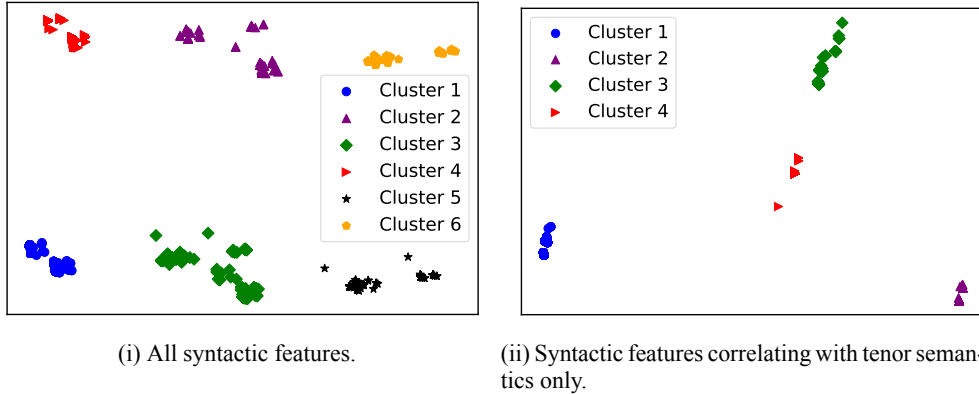 Cluster 1
Cluster 2
Cluster 3
Cluster 4
Cluster 5
Cluster 6
(i) All syntactic features.
Cluster 1
Cluster 2
Cluster 3
Cluster 4
(ii) Syntactic features correlating with tenor seman-
tics only.